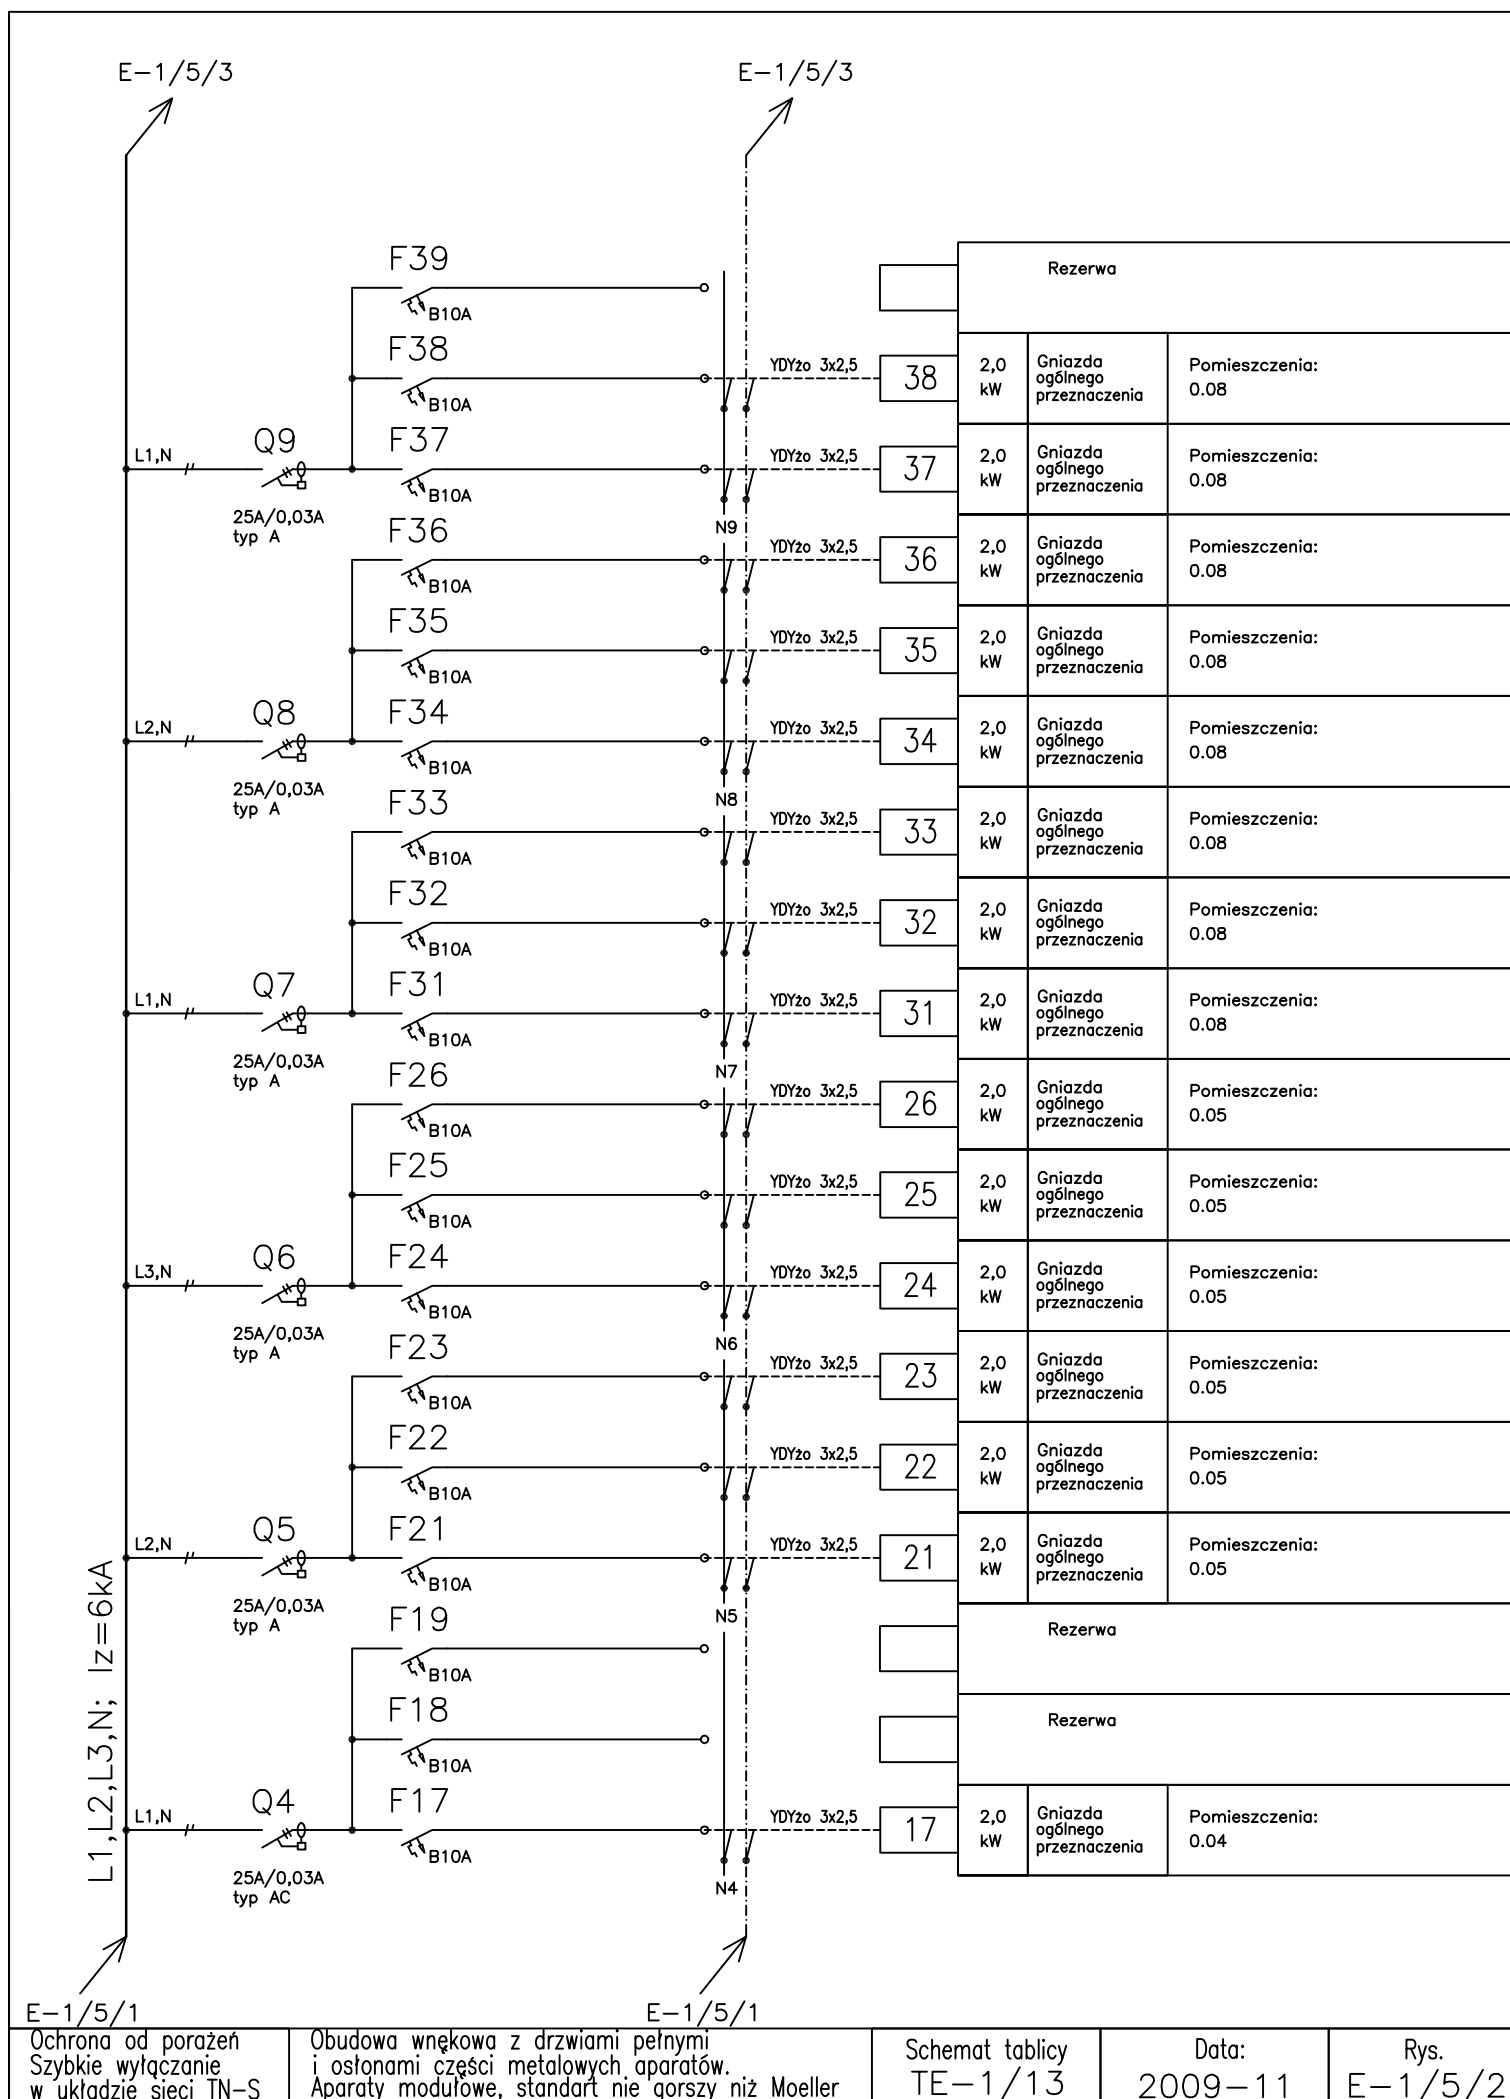 E-1/5/3
E-1/5/3
F39
B10A
Rezerwa
F38
B10A
YDYżo 3x2,5
38
2,0
kW
Gniazda
ogólnego
przeznaczenia
Pomieszczenia:
0.08
L1,N
Q9
25A/0,03A
typ A
F37
B10A
YDYżo 3x2,5
37
2,0
kW
Gniazda
ogólnego
przeznaczenia
Pomieszczenia:
0.08
N9
F36
B10A
YDYżo 3x2,5
36
2,0
kW
Gniazda
ogólnego
przeznaczenia
Pomieszczenia:
0.08
F35
B10A
YDYżo 3x2,5
35
2,0
kW
Gniazda
ogólnego
przeznaczenia
Pomieszczenia:
0.08
L2,N
Q8
25A/0,03A
typ A
F34
B10A
YDYżo 3x2,5
34
2,0
kW
Gniazda
ogólnego
przeznaczenia
Pomieszczenia:
0.08
N8
F33
B10A
YDYżo 3x2,5
33
2,0
kW
Gniazda
ogólnego
przeznaczenia
Pomieszczenia:
0.08
F32
B10A
YDYżo 3x2,5
32
2,0
kW
Gniazda
ogólnego
przeznaczenia
Pomieszczenia:
0.08
L1,N
Q7
25A/0,03A
typ A
F31
B10A
YDYżo 3x2,5
31
2,0
kW
Gniazda
ogólnego
przeznaczenia
Pomieszczenia:
0.08
N7
F26
B10A
YDYżo 3x2,5
26
2,0
kW
Gniazda
ogólnego
przeznaczenia
Pomieszczenia:
0.05
F25
B10A
YDYżo 3x2,5
25
2,0
kW
Gniazda
ogólnego
przeznaczenia
Pomieszczenia:
0.05
L3,N
Q6
25A/0,03A
typ A
F24
B10A
YDYżo 3x2,5
24
2,0
kW
Gniazda
ogólnego
przeznaczenia
Pomieszczenia:
0.05
N6
F23
B10A
YDYżo 3x2,5
23
2,0
kW
Gniazda
ogólnego
przeznaczenia
Pomieszczenia:
0.05
F22
B10A
YDYżo 3x2,5
22
2,0
kW
Gniazda
ogólnego
przeznaczenia
Pomieszczenia:
0.05
L2,N
Q5
25A/0,03A
typ A
F21
B10A
YDYżo 3x2,5
21
2,0
kW
Gniazda
ogólnego
przeznaczenia
Pomieszczenia:
0.05
N5
F19
B10A
Rezerwa
F18
B10A
Rezerwa
L1,N
Q4
25A/0,03A
typ AC
F17
B10A
YDYżo 3x2,5
17
2,0
kW
Gniazda
ogólnego
przeznaczenia
Pomieszczenia:
0.04
N4
L1,L2,L3,N; Iz=6kA
E-1/5/1
E-1/5/1
Ochrona od porażeń
Szybkie wyłączanie
w układzie sieci TN-S
Obudowa wnękowa z drzwiami pełnymi
i osłonami części metalowych aparatów.
Aparaty modułowe, standart nie gorszy niż Moeller
Schemat tablicy
TE-1/13
Data:
2009-11
Rys.
E-1/5/2